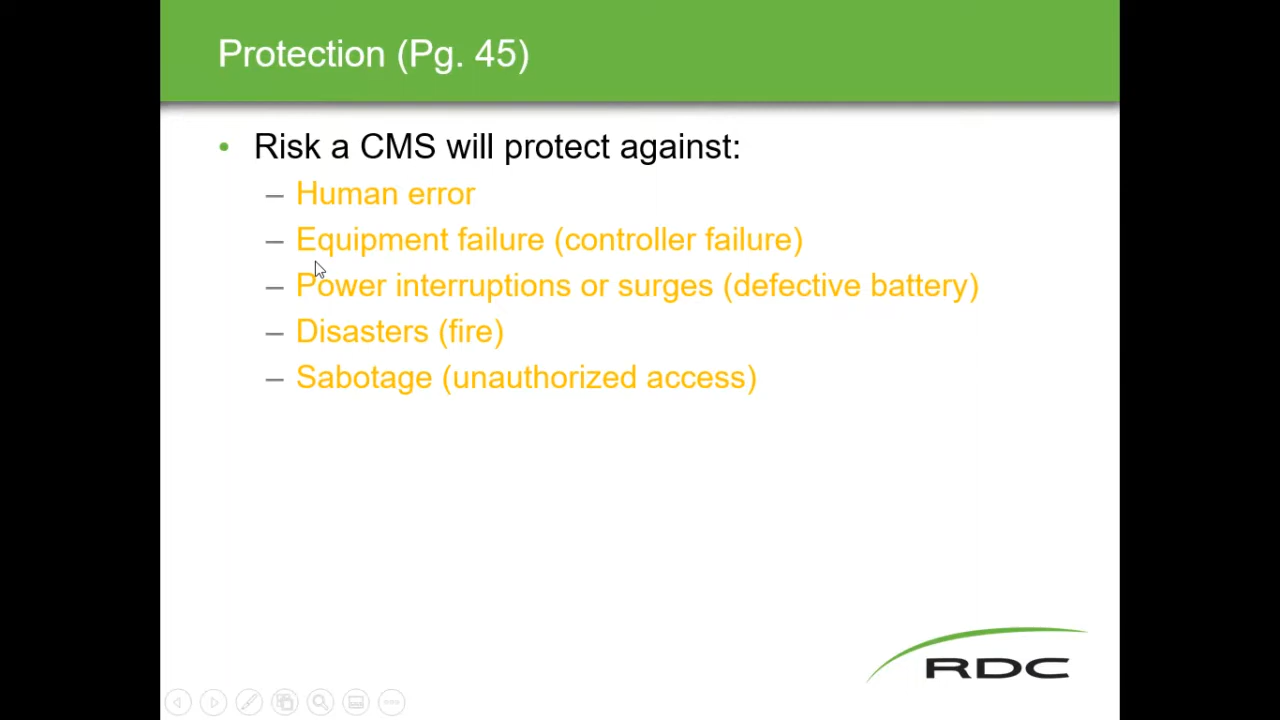 Protection (Pg. 45)
• Risk a CMS will protect against:
– Human error
– Equipment failure (controller failure)
– Power interruptions or surges (defective battery)
– Disasters (fire)
– Sabotage (unauthorized access)
RDC